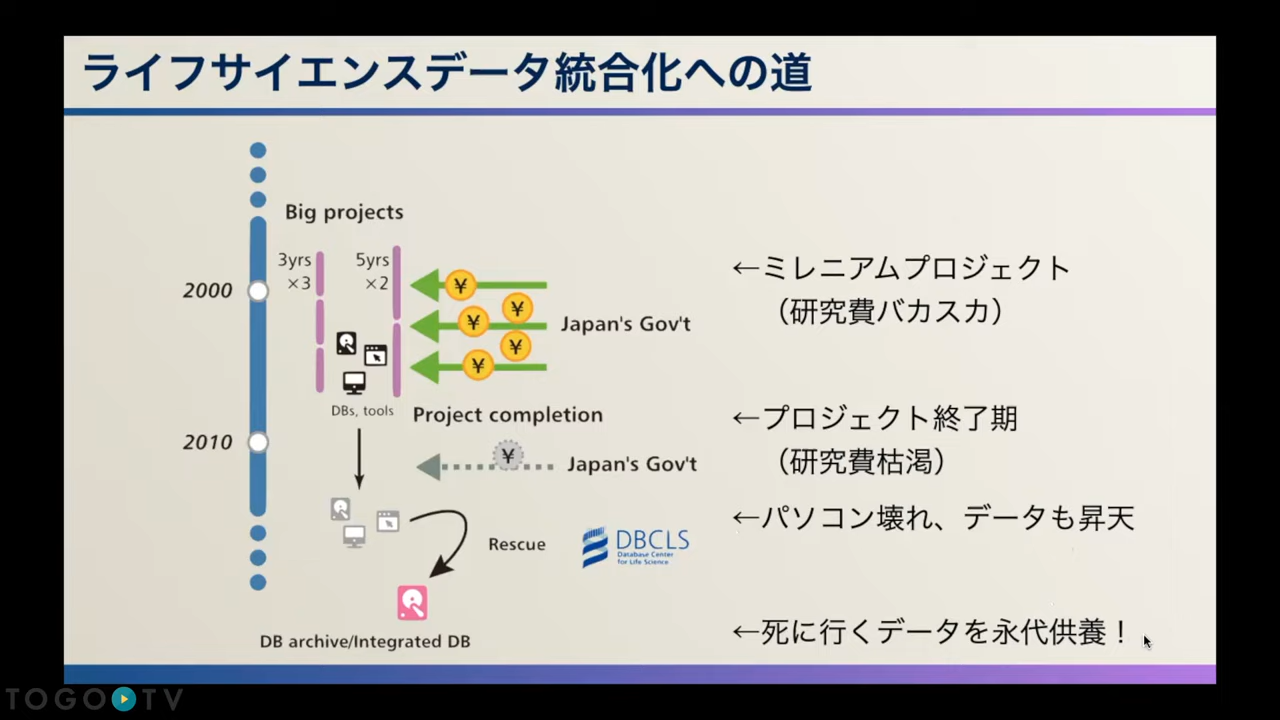 ライフサイエンスデータ統合化への道
Big projects
3yrs
×3
5yrs
×2
2000
¥
¥
¥
¥
¥
Japan's Gov't
←ミレニアムプロジェクト
（研究費バカスカ）
DBs, tools
Project completion
←プロジェクト終了期
2010
¥
Japan's Gov't
（研究費枯渇）
←パソコン壊れ、データも昇天
Rescue
DBCLS
Database Center
for Life Science
DB archive/Integrated DB
←死に行くデータを永代供養！
TOGO TV